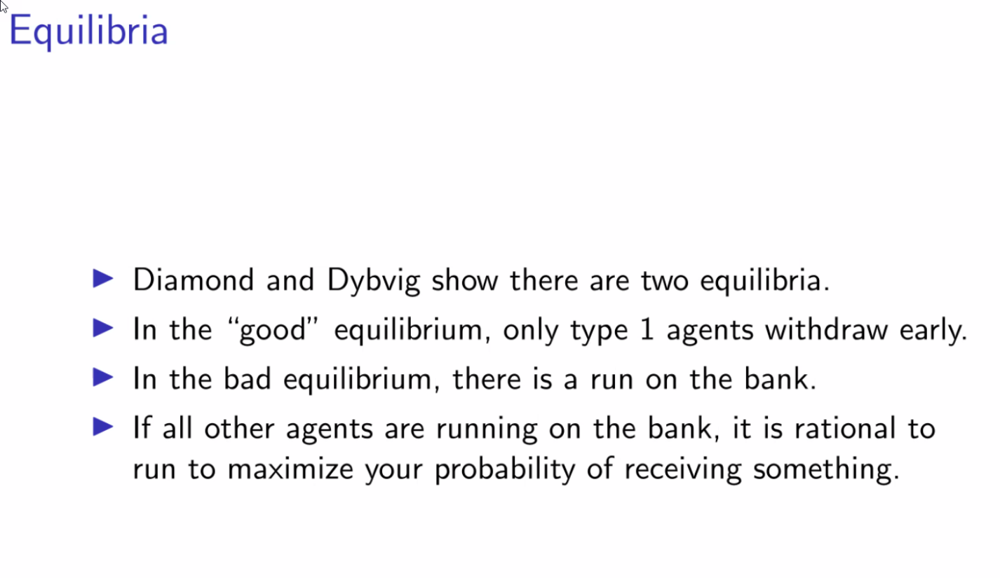 Equilibria
▶ Diamond and Dybvig show there are two equilibria.
▶ In the “good” equilibrium, only type 1 agents withdraw early.
▶ In the bad equilibrium, there is a run on the bank.
▶ If all other agents are running on the bank, it is rational to
run to maximize your probability of receiving something.